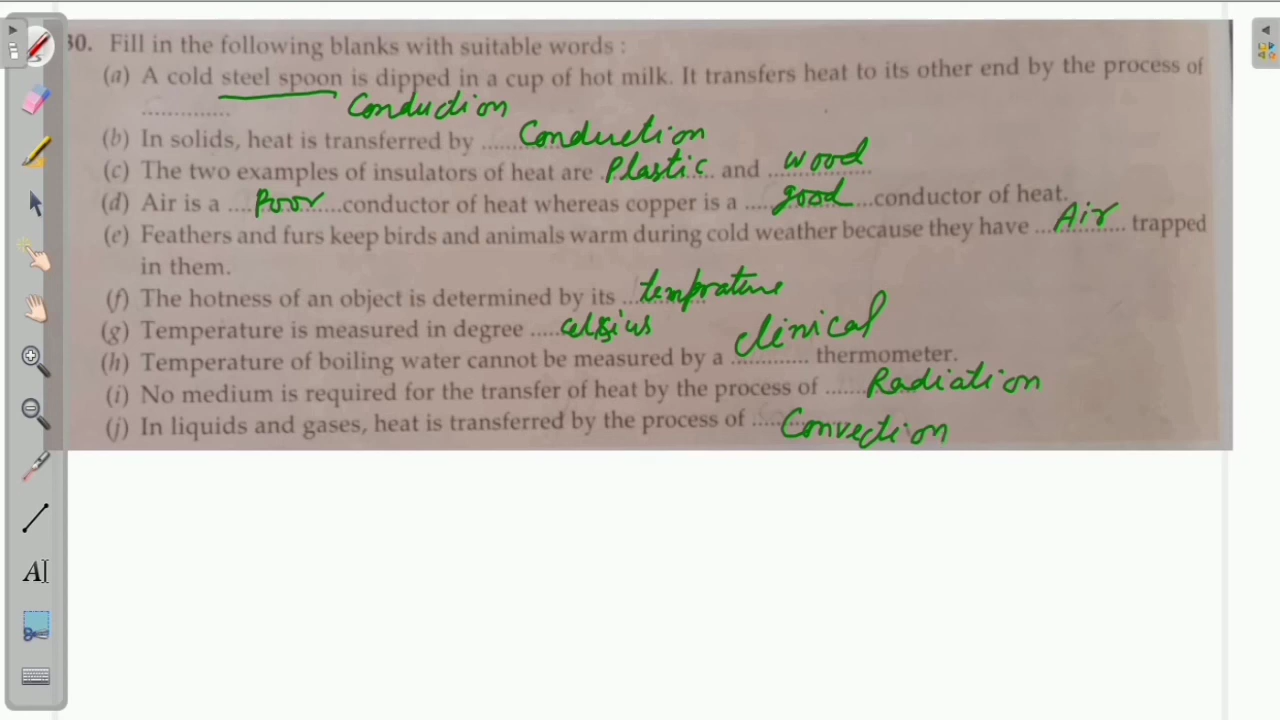 30. Fill in the following blanks with suitable words :
(a) A cold steel spoon is dipped in a cup of hot milk. It transfers heat to its other end by the process of
.............. Conduction
(b) In solids, heat is transferred by ........ Conduction
(c) The two examples of insulators of heat are Plastic and wood
(d) Air is a .... Poor ....conductor of heat whereas copper is a .... good ...conductor of heat.
(e) Feathers and furs keep birds and animals warm during cold weather because they have ... Air ... trapped
in them.
(f) The hotness of an object is determined by its ... temprature
(g) Temperature is measured in degree ..... celsius
(h) Temperature of boiling water cannot be measured by a clinical thermometer.
(i) No medium is required for the transfer of heat by the process of ...... Radiation
(j) In liquids and gases, heat is transferred by the process of ..... Convection
A